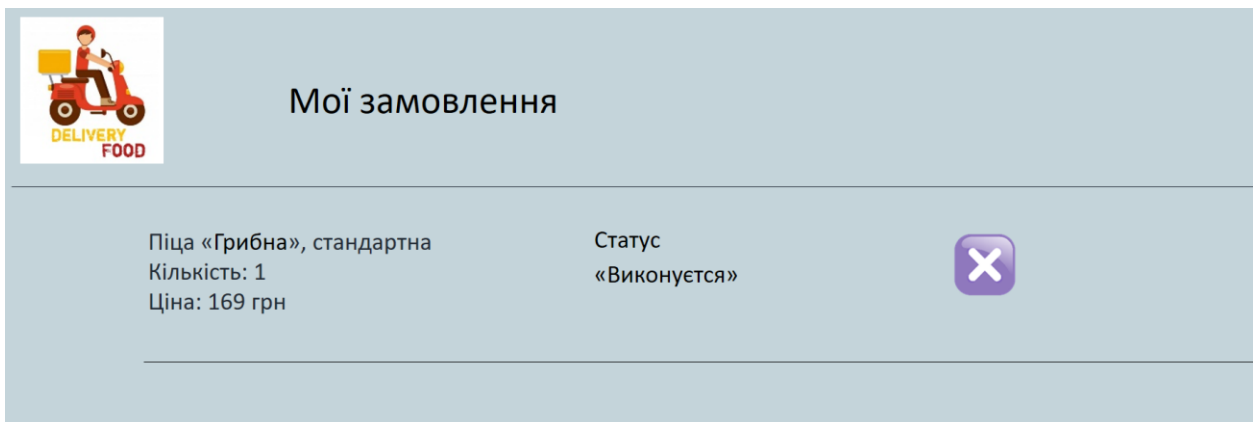 DELIVERY
FOOD
Мої замовлення
Піца «Грибна», стандартна
Кількість: 1
Ціна: 169 грн
Статус
«Виконуєтся»